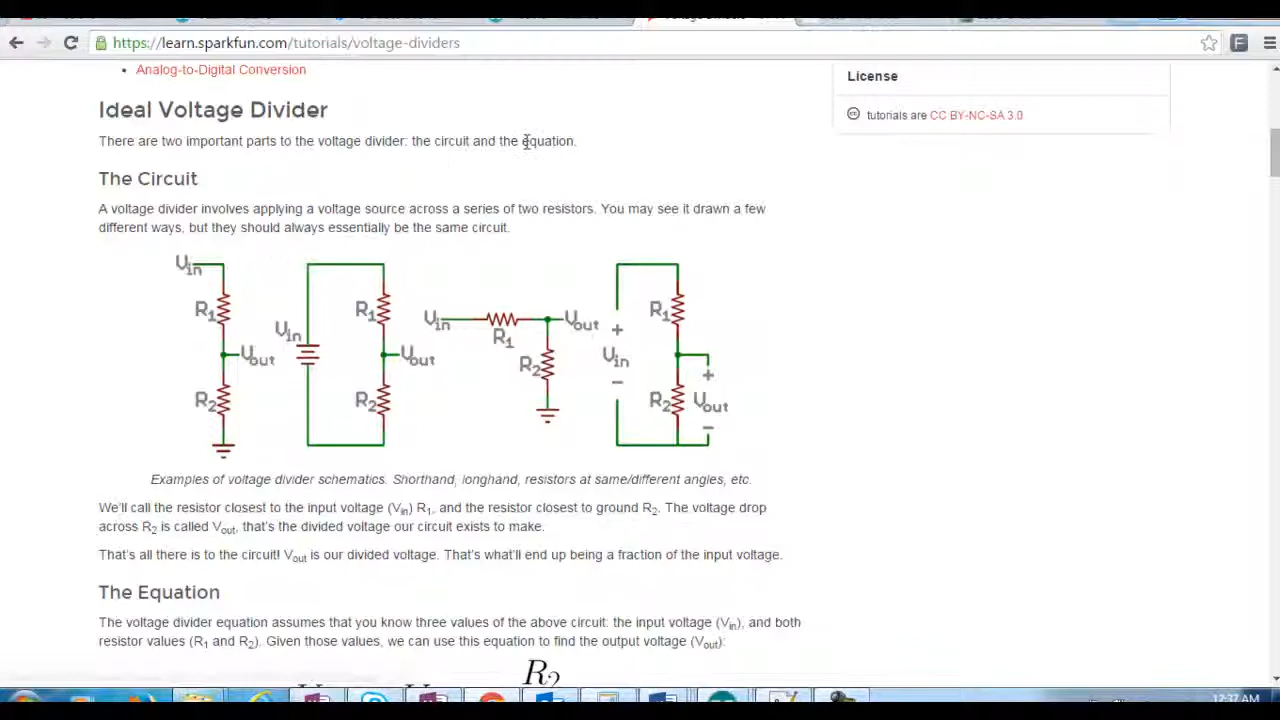 https://learn.sparkfun.com/tutorials/voltage-dividers
Analog-to-Digital Conversion
License
tutorials are CC BY-NC-SA 3.0
Ideal Voltage Divider
There are two important parts to the voltage divider: the circuit and the equation.
The Circuit
A voltage divider involves applying a voltage source across a series of two resistors. You may see it drawn a few
different ways, but they should always essentially be the same circuit.
Vin R1 Vout R2
Vin R1 Vout R2
Vin R1 Vout R2
+ Vin − R1 R2 + Vout −
Examples of voltage divider schematics. Shorthand, longhand, resistors at same/different angles, etc.
We'll call the resistor closest to the input voltage (Vin) R1, and the resistor closest to ground R2. The voltage drop
across R2 is called Vout, that's the divided voltage our circuit exists to make.
That's all there is to the circuit! Vout is our divided voltage. That's what'll end up being a fraction of the input voltage.
The Equation
The voltage divider equation assumes that you know three values of the above circuit: the input voltage (Vin), and both
resistor values (R1 and R2). Given those values, we can use this equation to find the output voltage (Vout):
R2
12:37 AM